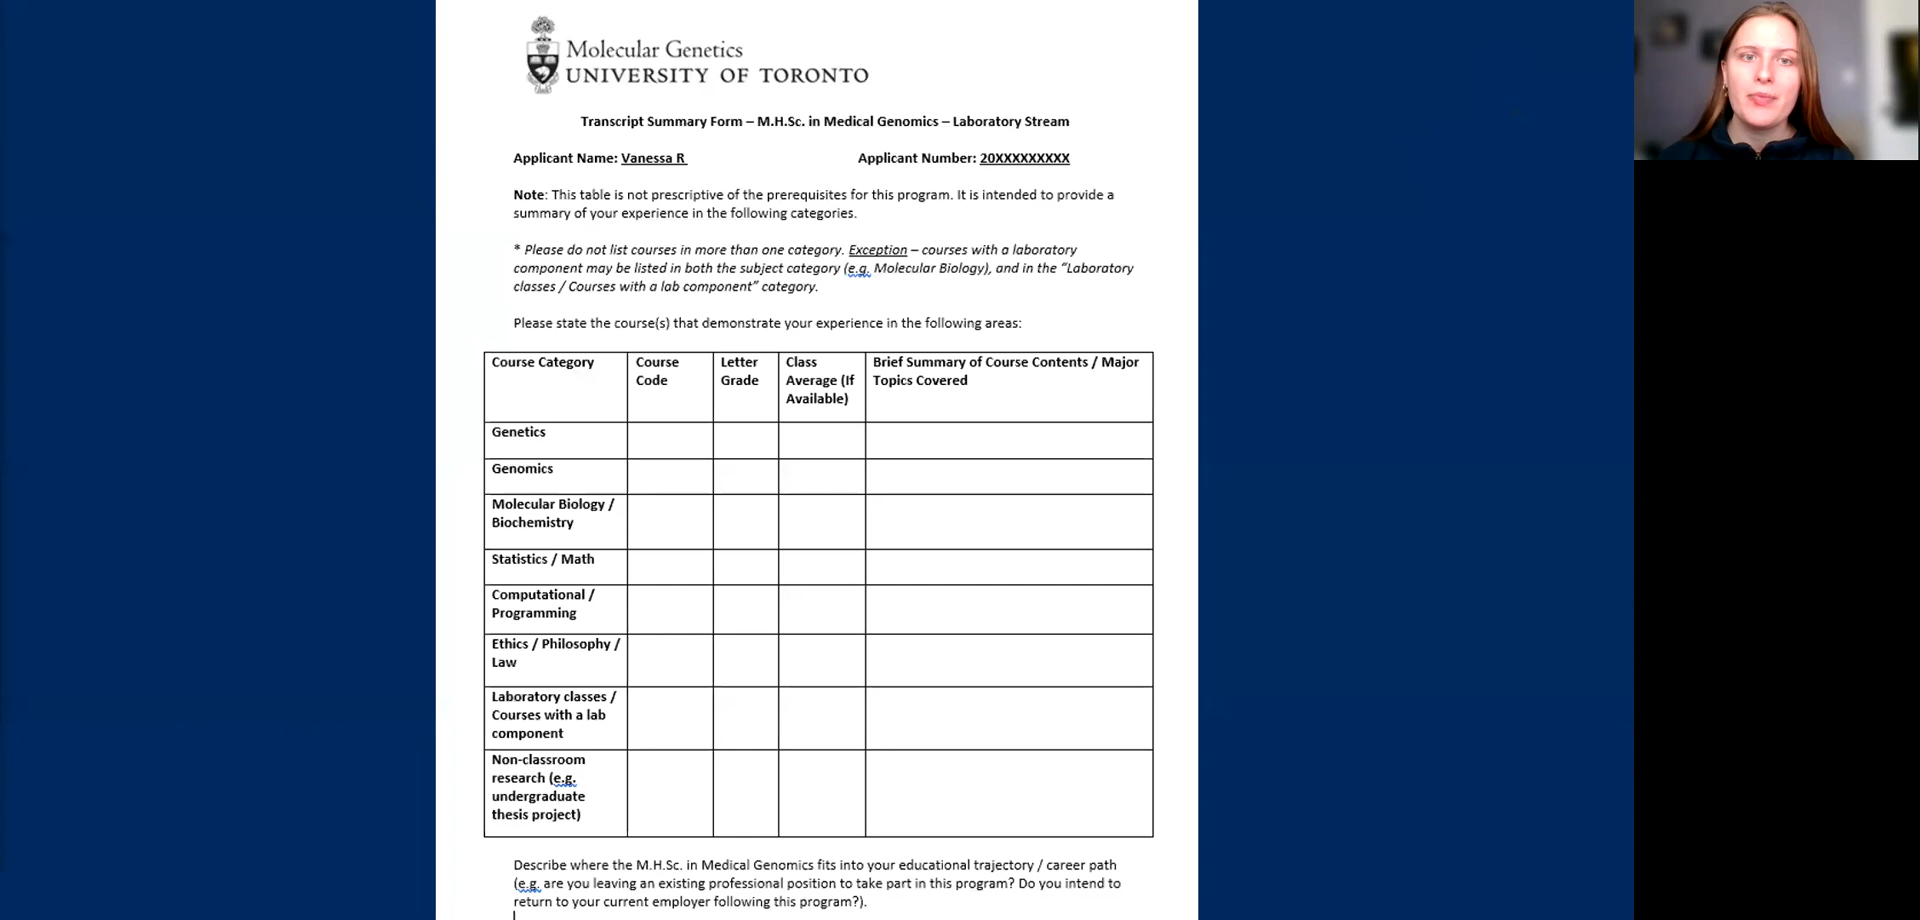 Molecular Genetics
UNIVERSITY OF TORONTO
Transcript Summary Form – M.H.Sc. in Medical Genomics – Laboratory Stream
Applicant Name: Vanessa R
Applicant Number: 20XXXXXXXXX
Note: This table is not prescriptive of the prerequisites for this program. It is intended to provide a
summary of your experience in the following categories.
* Please do not list courses in more than one category. Exception – courses with a laboratory
component may be listed in both the subject category (e.g. Molecular Biology), and in the “Laboratory
classes / Courses with a lab component” category.
Please state the course(s) that demonstrate your experience in the following areas:
Course Category
Course
Code
Letter
Grade
Class
Average (If
Available)
Brief Summary of Course Contents / Major
Topics Covered
Genetics
Genomics
Molecular Biology /
Biochemistry
Statistics / Math
Computational /
Programming
Ethics / Philosophy /
Law
Laboratory classes /
Courses with a lab
component
Non-classroom
research (e.g.
undergraduate
thesis project)
Describe where the M.H.Sc. in Medical Genomics fits into your educational trajectory / career path
(e.g. are you leaving an existing professional position to take part in this program? Do you intend to
return to your current employer following this program?).